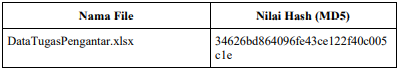 Nama File
Nilai Hash (MD5)
DataTugasPengantar.xlsx
34626bd864096fe43ce122f40c005
c1e